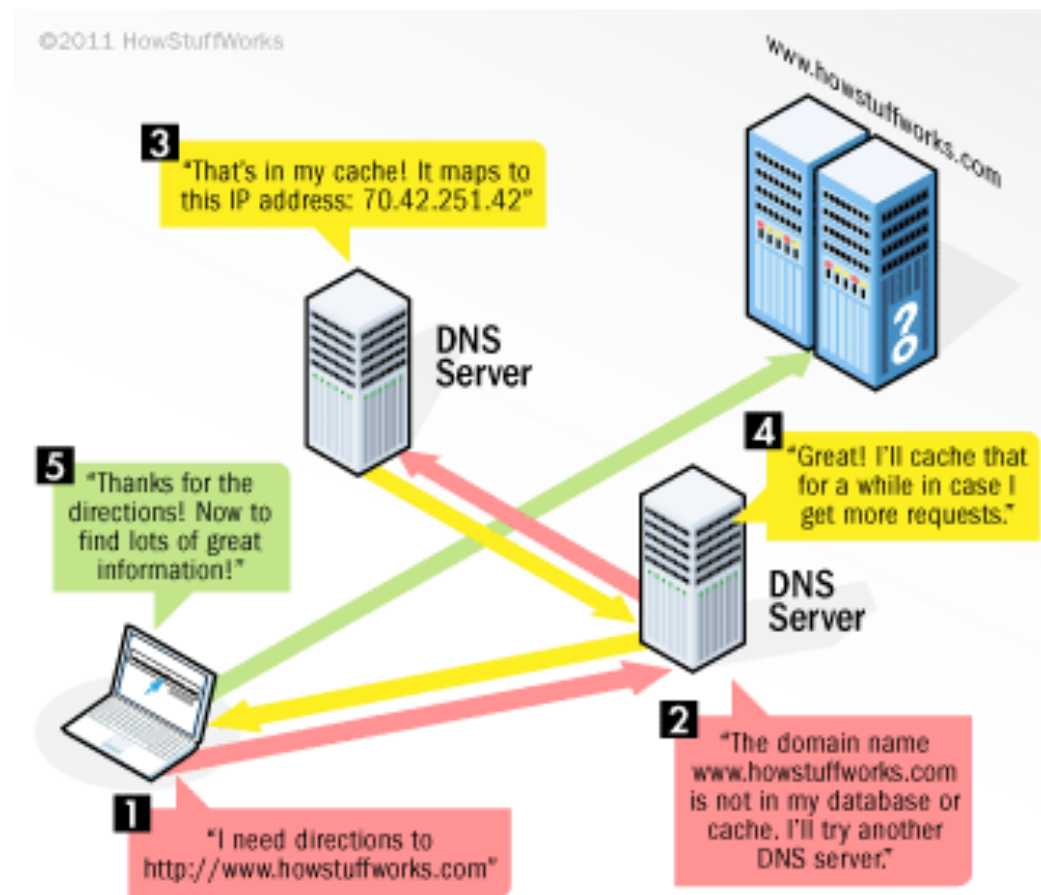 ©2011 HowStuffWorks
www.howstuffworks.com
3
"That's in my cache! It maps to
this IP address: 70.42.251.42"
DNS
Server
4
"Great! I'll cache that
for a while in case I
get more requests."
5
"Thanks for the
directions! Now to
find lots of great
information!"
DNS
Server
2
"The domain name
www.howstuffworks.com
is not in my database or
cache. I'll try another
DNS server."
1
"I need directions to
http://www.howstuffworks.com"
?